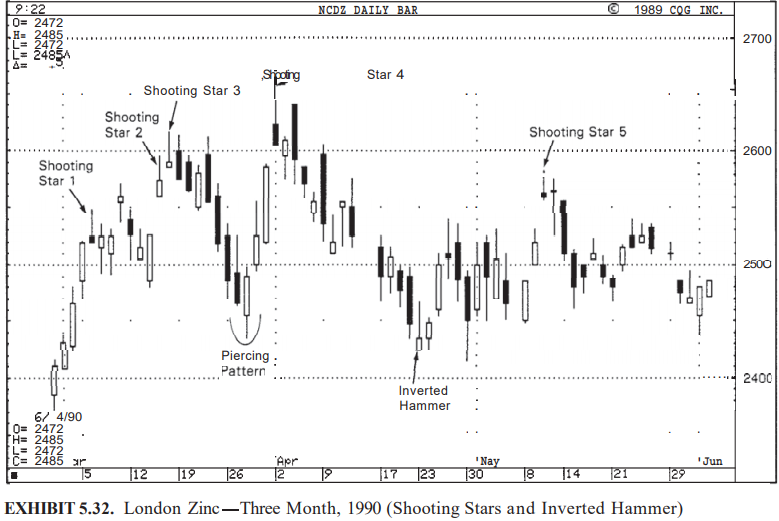 9:22 NCDZ DAILY BAR © 1989 CQG INC.
O= 2472
H= 2485
L= 2472
L= 2485A
Δ= .5
2700
Shooting Star 4
Shooting Star 3
Shooting
Star 2
Shooting Star 5
2600
Shooting
Star 1
2500
Piercing
Pattern
2400
Inverted
Hammer
6/ 4/90
O= 2472
H= 2485
L= 2472
C= 2485
'Apr 'Nay 'Jun
5 12 19 26 2 9 17 23 30 8 14 21 29
EXHIBIT 5.32. London Zinc—Three Month, 1990 (Shooting Stars and Inverted Hammer)